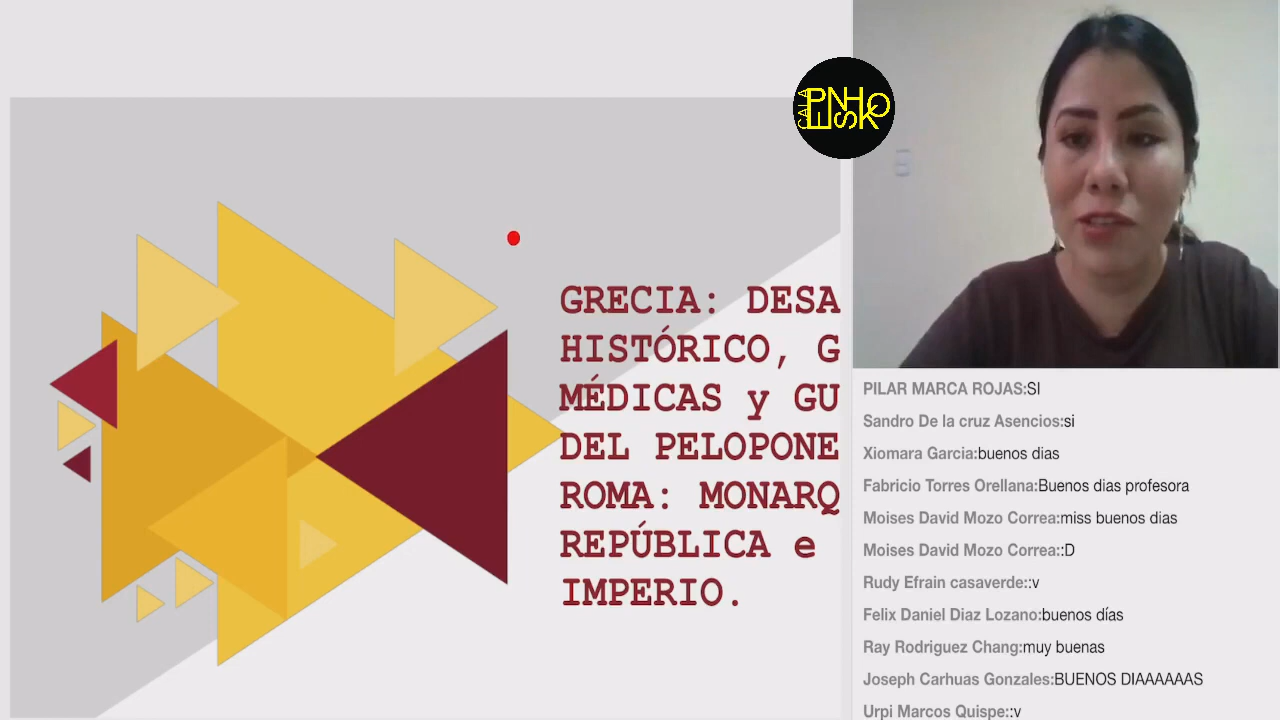 GRECIA: DESA
HISTÓRICO, G
MÉDICAS y GU
DEL PELOPONE
ROMA: MONARQ
REPÚBLICA e
IMPERIO.
PILAR MARCA ROJAS:SI
Sandro De la cruz Asencios:si
Xiomara Garcia:buenos dias
Fabricio Torres Orellana:Buenos dias profesora
Moises David Mozo Correa:miss buenos dias
Moises David Mozo Correa::D
Rudy Efrain casaverde::v
Felix Daniel Diaz Lozano:buenos días
Ray Rodriguez Chang:muy buenas
Joseph Carhuas Gonzales:BUENOS DIAAAAAAS
Urpi Marcos Quispe::v